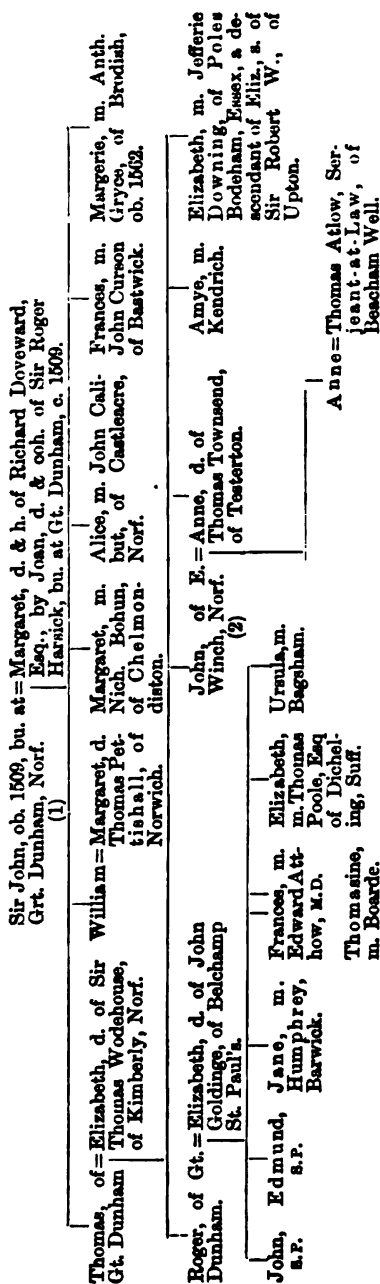 Sir John, ob. 1509, bu. at=Margaret, d. & h. of Richard Doveward,
Grt. Dunham, Norf. Esq., by Joan, d. & coh. of Sir Roger
(1) Harsick, bu. at Gt. Dunham, c. 1509.
Thomas, of=Elizabeth, d. of Sir
Gt. Dunham Thomas Wodehouse,
of Kimberly, Norf.
William=Margaret, d.
Thomas Pet-
tishall, of
Norwich.
Margaret, m.
Nich. Bohun,
of Chelmon-
diston.
Alice, m. John Cali-
but, of Castleacre,
Norf.
Frances, m.
John Curson
of Bastwick.
Margerie, m. Anth.
Gryce, of Brodish,
ob. 1562.
Roger, of Gt.=Elizabeth, d. of John
Dunham. Goldinge, of Belchamp
St. Paul's.
John, of E.=Anne, d. of
Winch, Norf. Thomas Townsend,
(2) of Testerton.
Amye, m.
Kendrich.
Elizabeth, m. Jefferie
Downing, of Poles
Bodeham, Essex, a de-
scendant of Eliz., s. of
Sir Robert W., of
Upton.
John,
S.P.
Edmund,
S.P.
Jane, m.
Humphrey,
Barwick.
Frances, m.
Edward Att-
how, M.D.
Thomasine,
m. Boarde.
Elizabeth,
m. Thomas
Poole, Esq
of Dichel-
ing, Suff.
Ursula, m.
Bagsham.
Anne=Thomas Atlow, Ser-
jeant-at-Law, of
Beacham Well.